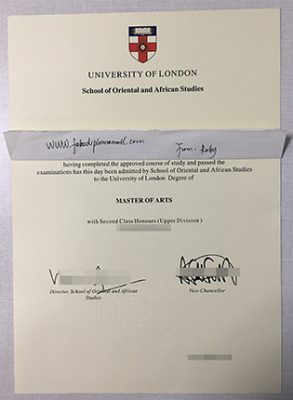 UNIVERSITY OF LONDON
School of Oriental and African Studies
www.fakediplomamall.com From: Ruby
having completed the approved course of study and passed the
examinations has this day been admitted by School of Oriental and African Studies
to the University of London Degree of
MASTER OF ARTS
with Second Class Honours (Upper Division)
Director, School of Oriental and African
Studies
Vice-Chancellor